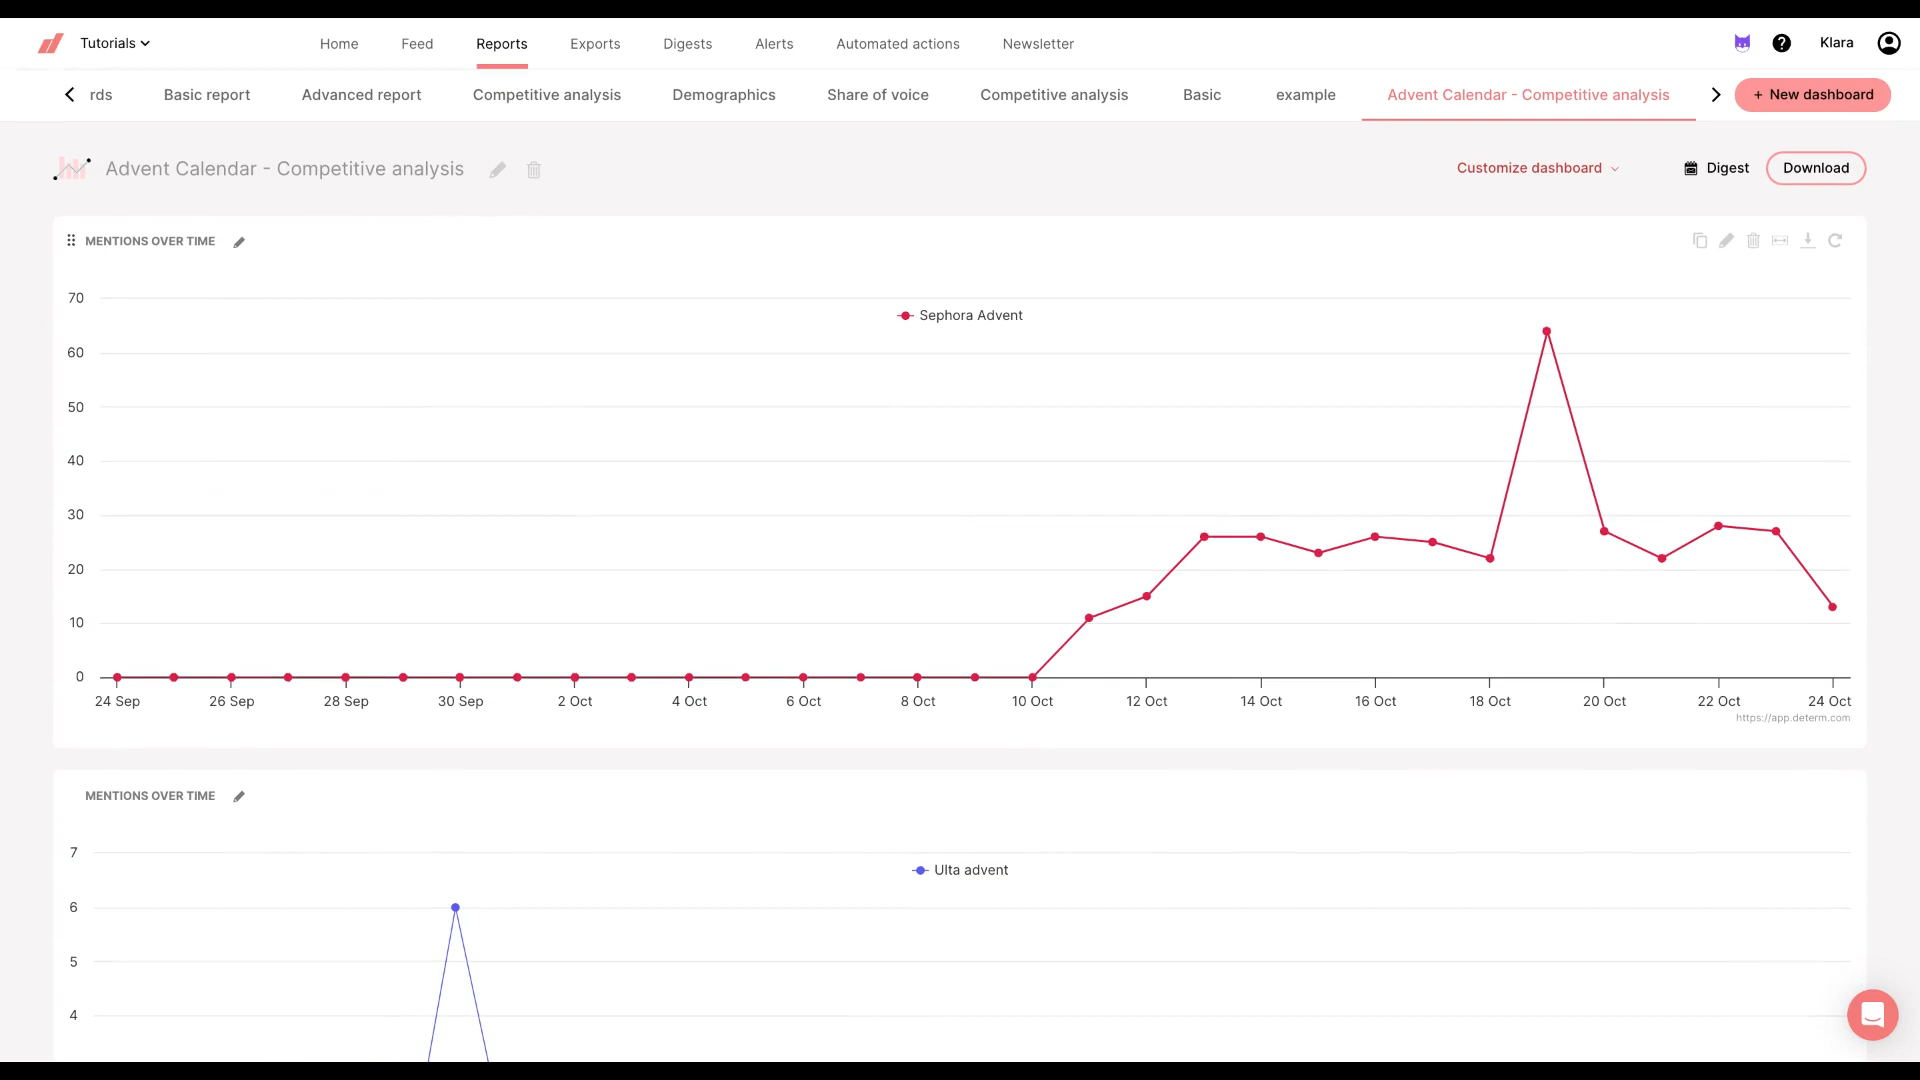 Tutorials
Home Feed Reports Exports Digests Alerts Automated actions Newsletter
Klara
rds Basic report Advanced report Competitive analysis Demographics Share of voice Competitive analysis Basic example Advent Calendar - Competitive analysis
+ New dashboard
Advent Calendar - Competitive analysis
Customize dashboard
Digest
Download
MENTIONS OVER TIME
70
Sephora Advent
60
50
40
30
20
10
0
24 Sep 26 Sep 28 Sep 30 Sep 2 Oct 4 Oct 6 Oct 8 Oct 10 Oct 12 Oct 14 Oct 16 Oct 18 Oct 20 Oct 22 Oct 24 Oct
https://app.determ.com
MENTIONS OVER TIME
7
Ulta advent
6
5
4